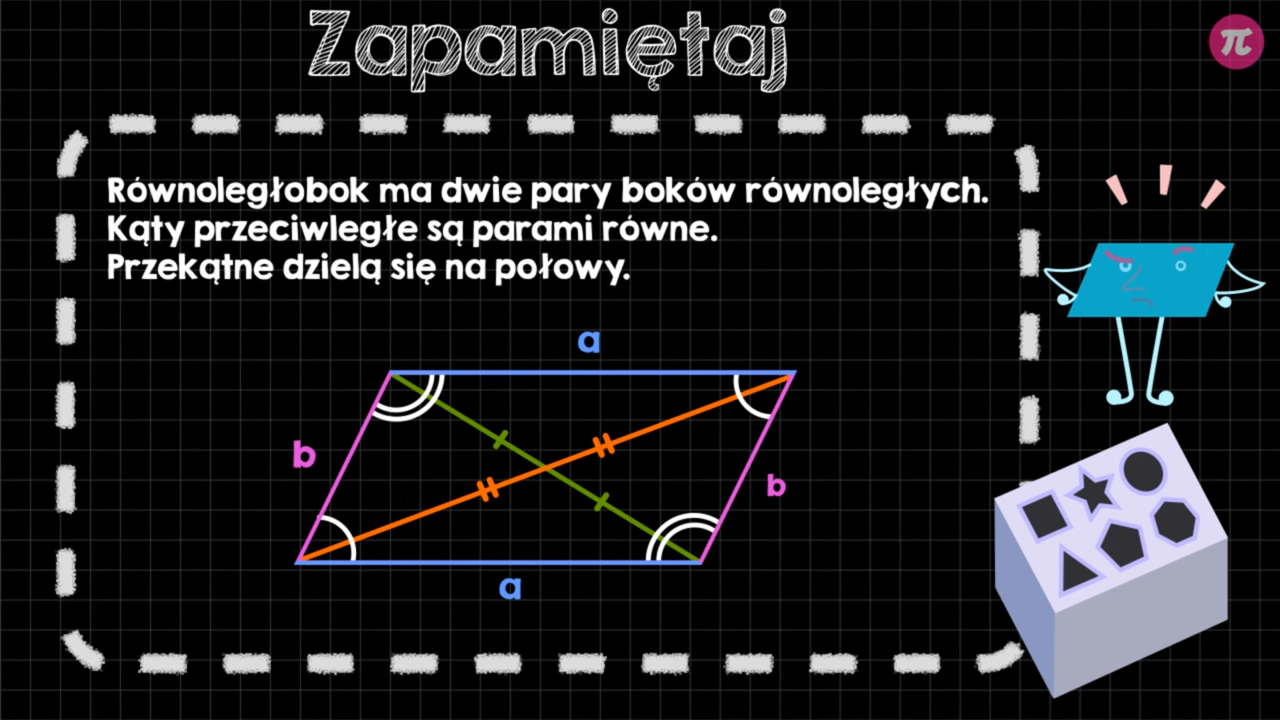 Zapamiętaj
π
Równoległobok ma dwie pary boków równoległych.
Kąty przeciwległe są parami równe.
Przekątne dzielą się na połowy.
a
b
b
a